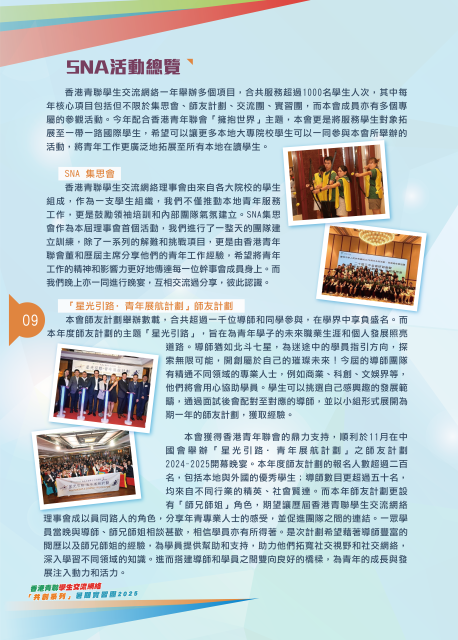 SNA活動總覽
香港青聯學生交流網絡一年舉辦多個項目，合共服務超過1000名學生人次，其中每
年核心項目包括但不限於集思會、師友計劃、交流團、實習團，而本會成員亦有多個專
屬的參觀活動。今年配合香港青年聯會「擁抱世界」主題，本會更是將服務學生對象拓
展至一帶一路國際學生，希望可以讓更多本地大專院校學生可以一同參與本會所舉辦的
活動，將青年工作更廣泛地拓展至所有本地在讀學生。
SNA 集思會
香港青聯學生交流網絡理事會由來自各大院校的學生
組成，作為一支學生組織，我們不僅推動本地青年服務
工作，更是鼓勵領袖培訓和內部團隊氣氛建立。SNA集思
會作為本屆理事會首個活動，我們進行了一整天的團隊建
立訓練，除了一系列的解難和挑戰項目，更是由香港青年
聯會董和歷屆主席分享他們的青年工作經驗，希望將青年
工作的精神和影響力更好地傳達每一位幹事會成員身上。而
我們晚上亦一同進行晚宴，互相交流過分享，彼此認識。
「星光引路．青年展航計劃」師友計劃
09
本會師友計劃舉辦數載，合共超過一千位導師和同學參與，在學界中享負盛名。而
本年度師友計劃的主題「星光引路」，旨在為青年學子的未來職業生涯和個人發展照亮
道路。導師猶如北斗七星，為迷途中的學員指引方向，探
索無限可能，開創屬於自己的璀璨未來！今屆的導師團隊
有精通不同領域的專業人士，例如商業、科創、文娛界等，
他們將會用心協助學員。學生可以挑選自己感興趣的發展範
疇，通過面試後會配對至對應的導師，並以小組形式展開為
期一年的師友計劃，獲取經驗。
本會獲得香港青年聯會的鼎力支持，順利於11月在中
國會舉辦「星光引路．青年展航計劃」之師友計劃
2024-2025開幕晚宴。本年度師友計劃的報名人數超過二百
名，包括本地與外國的優秀學生；導師數目更超過五十名，
均來自不同行業的精英、社會賢達。而本年師友計劃更設
有「師兄師姐」角色，期望讓歷屆香港青聯學生交流網絡
理事會成以員同路人的角色，分享年青專業人士的感受，並促進團隊之間的連結。一眾學
員當晚與導師、師兄師姐相談甚歡，相信學員亦有所得著。是次計劃希望藉著導師豐富的
閱歷以及師兄師姐的經驗，為學員提供幫助和支持，助力他們拓寬社交視野和社交網絡，
深入學習不同領域的知識。進而搭建導師和學員之間雙向良好的橋樑，為青年的成長與發
展注入動力和活力。
香港青聯學生交流網絡
「共創系列」暑期實習團2025